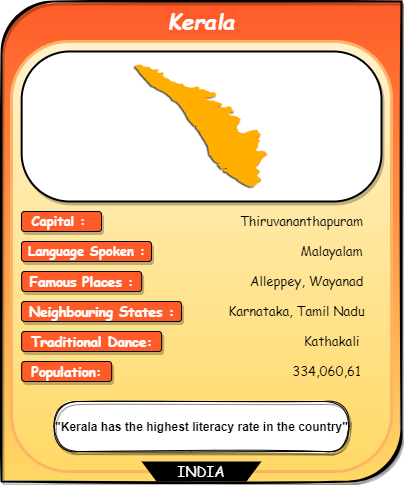 Kerala
Capital : Thiruvananthapuram
Language Spoken : Malayalam
Famous Places : Alleppey, Wayanad
Neighbouring States : Karnataka, Tamil Nadu
Traditional Dance: Kathakali
Population: 334,060,61
"Kerala has the highest literacy rate in the country"
INDIA